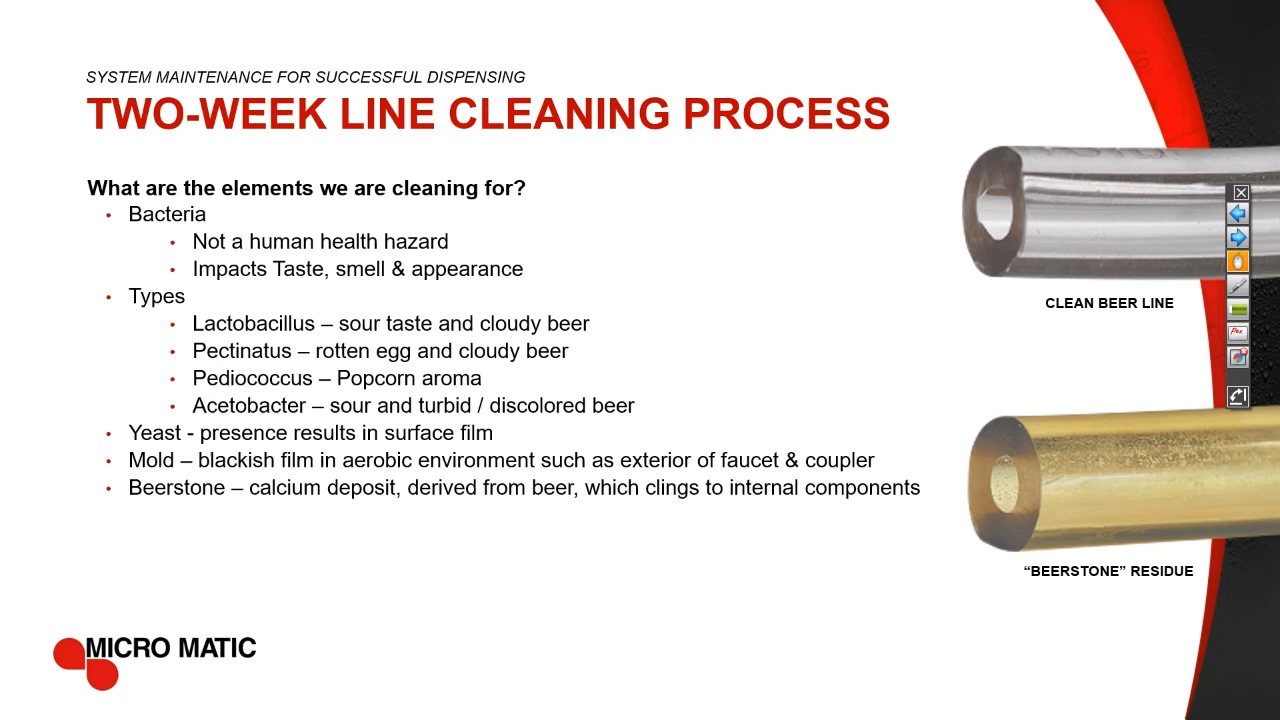 SYSTEM MAINTENANCE FOR SUCCESSFUL DISPENSING
TWO-WEEK LINE CLEANING PROCESS
What are the elements we are cleaning for?
• Bacteria
• Not a human health hazard
• Impacts Taste, smell & appearance
• Types
• Lactobacillus – sour taste and cloudy beer
• Pectinatus – rotten egg and cloudy beer
• Pediococcus – Popcorn aroma
• Acetobacter – sour and turbid / discolored beer
• Yeast - presence results in surface film
• Mold – blackish film in aerobic environment such as exterior of faucet & coupler
• Beerstone – calcium deposit, derived from beer, which clings to internal components
CLEAN BEER LINE
“BEERSTONE” RESIDUE
MICRO MATIC
70°